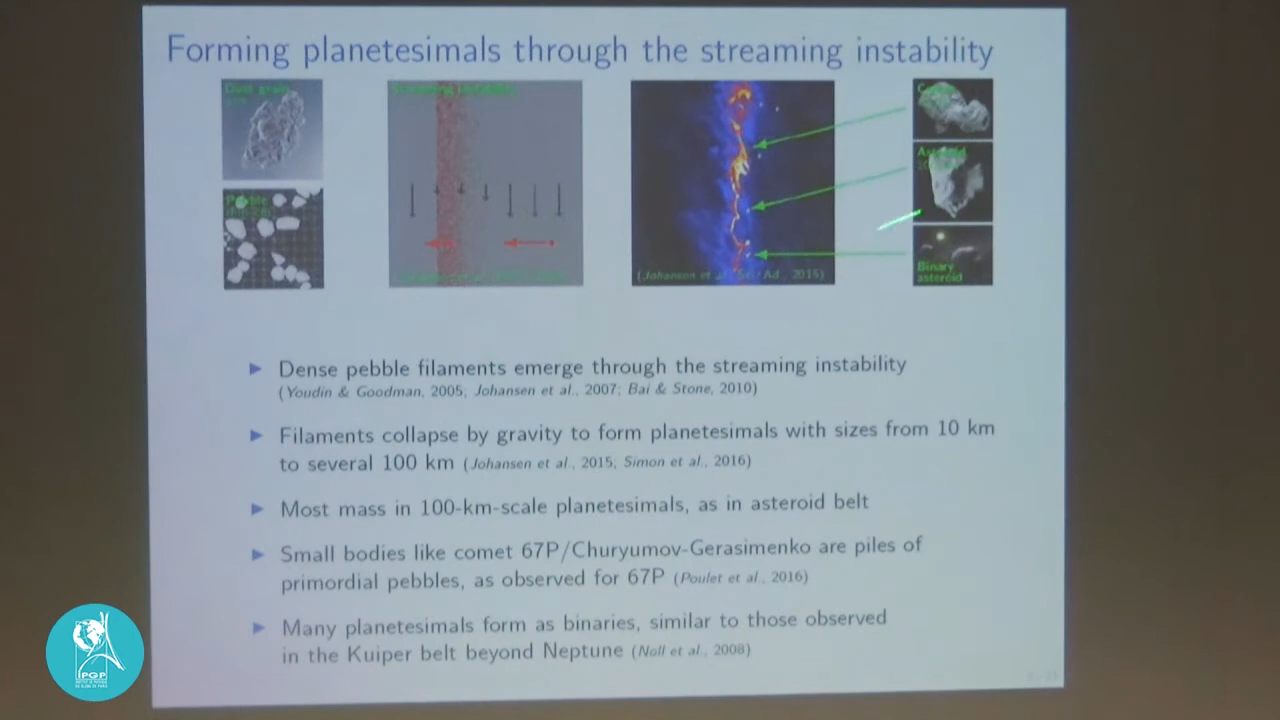 Forming planetesimals through the streaming instability
Dust grain
Streaming instability
Pebble
Asteroid
Binary
asteroid
(Johansen et al., Sci. Ad., 2015)
Dense pebble filaments emerge through the streaming instability
(Youdin & Goodman, 2005; Johansen et al., 2007; Bai & Stone, 2010)
Filaments collapse by gravity to form planetesimals with sizes from 10 km
to several 100 km (Johansen et al., 2015; Simon et al., 2016)
Most mass in 100-km-scale planetesimals, as in asteroid belt
Small bodies like comet 67P/Churyumov-Gerasimenko are piles of
primordial pebbles, as observed for 67P (Poulet et al., 2016)
Many planetesimals form as binaries, similar to those observed
in the Kuiper belt beyond Neptune (Noll et al., 2008)
PGP